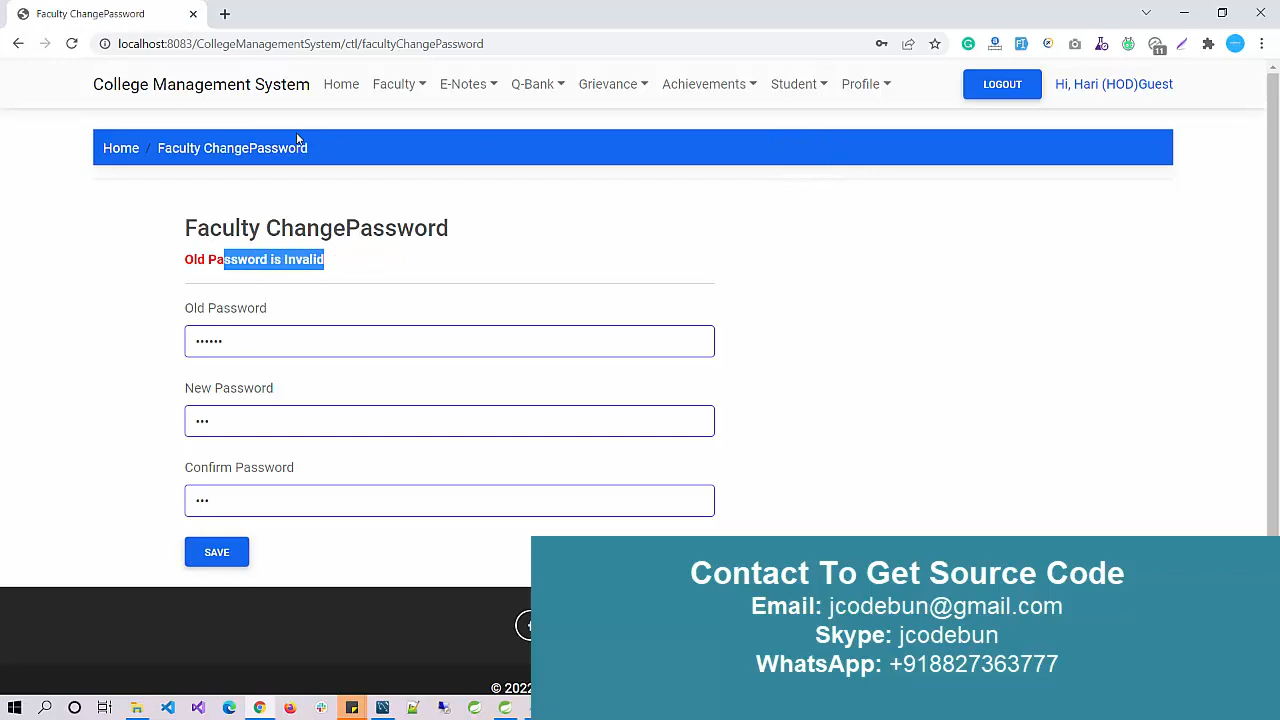 Faculty ChangePassword
localhost:8083/CollegeManagementSystem/ctl/facultyChangePassword
11
College Management System Home Faculty E-Notes Q-Bank Grievance Achievements Student Profile LOGOUT Hi, Hari (HOD)Guest
Home / Faculty ChangePassword
Faculty ChangePassword
Old Password is Invalid
Old Password
New Password
Confirm Password
SAVE
Contact To Get Source Code
Email: jcodebun@gmail.com
Skype: jcodebun
WhatsApp: +918827363777
© 2022